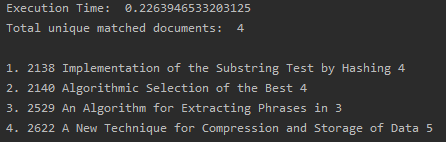 Execution Time:  0.2263946533203125
Total unique matched documents:  4
1. 2138 Implementation of the Substring Test by Hashing 4
2. 2140 Algorithmic Selection of the Best 4
3. 2529 An Algorithm for Extracting Phrases in 3
4. 2622 A New Technique for Compression and Storage of Data 5